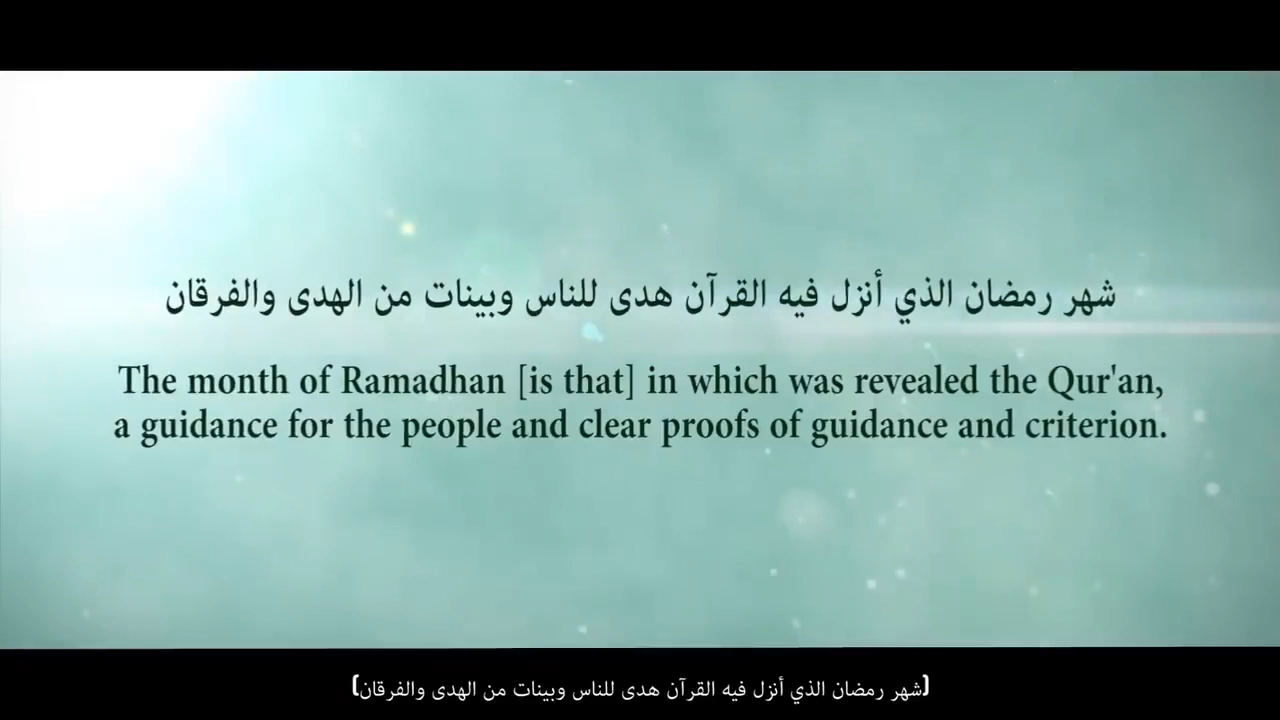 شهر رمضان الذي أنزل فيه القرآن هدى للناس وبينات من الهدى والفرقان
The month of Ramadhan [is that] in which was revealed the Qur'an,
a guidance for the people and clear proofs of guidance and criterion.
(شهر رمضان الذي أنزل فيه القرآن هدى للناس وبينات من الهدى والفرقان)